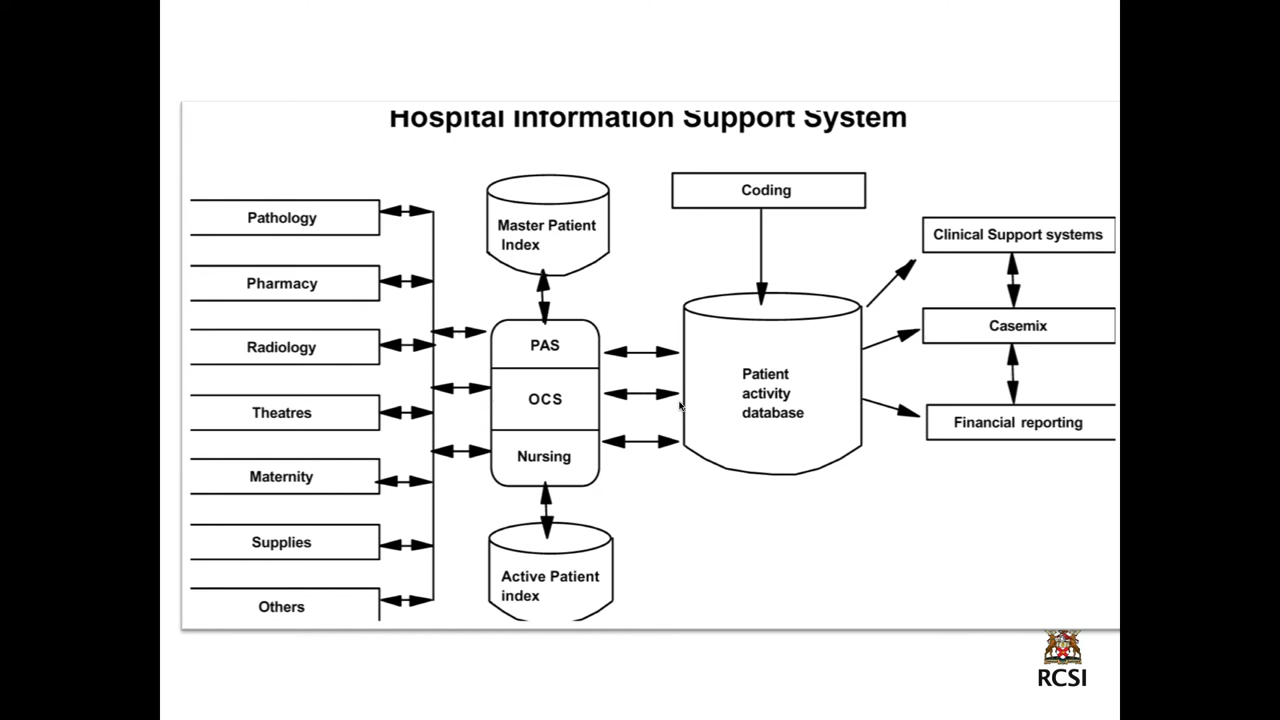 Hospital Information Support System
Pathology
Pharmacy
Radiology
Theatres
Maternity
Supplies
Others
Master Patient
Index
PAS
OCS
Nursing
Active Patient
index
Coding
Patient
activity
database
Clinical Support systems
Casemix
Financial reporting
RCSI